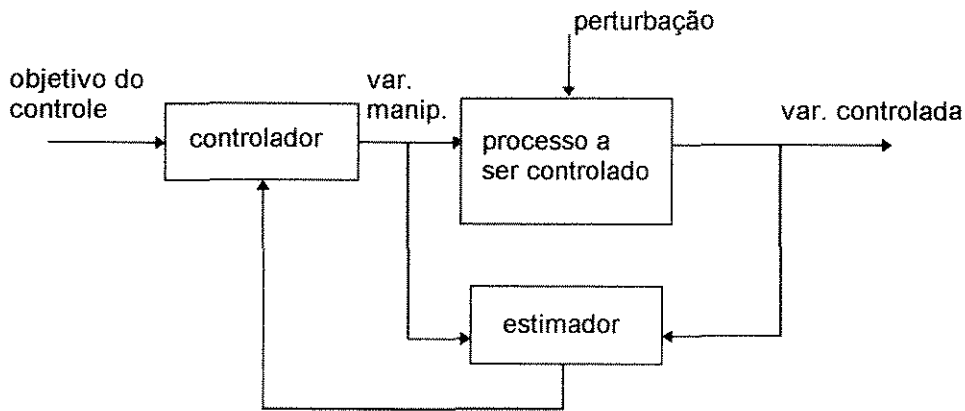 perturbação
objetivo do
controle
var.
manip.
var. controlada
controlador
processo a
ser controlado
estimador